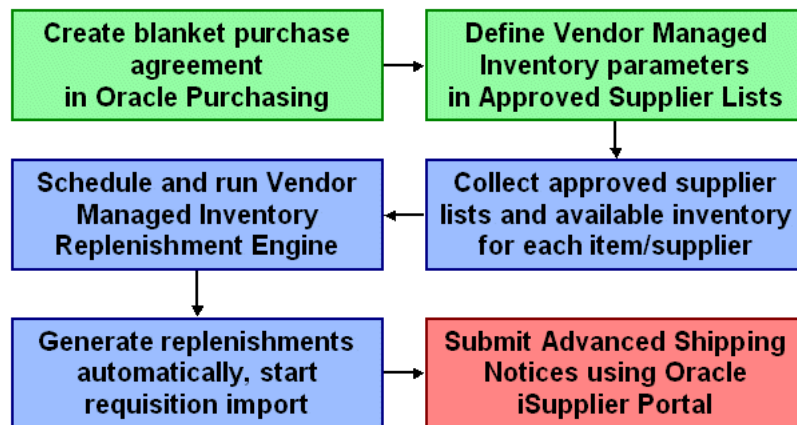 Create blanket purchase
agreement
in Oracle Purchasing
Define Vendor Managed
Inventory parameters
in Approved Supplier Lists
Collect approved supplier
lists and available inventory
for each item/supplier
Schedule and run Vendor
Managed Inventory
Replenishment Engine
Generate replenishments
automatically, start
requisition import
Submit Advanced Shipping
Notices using Oracle
iSupplier Portal